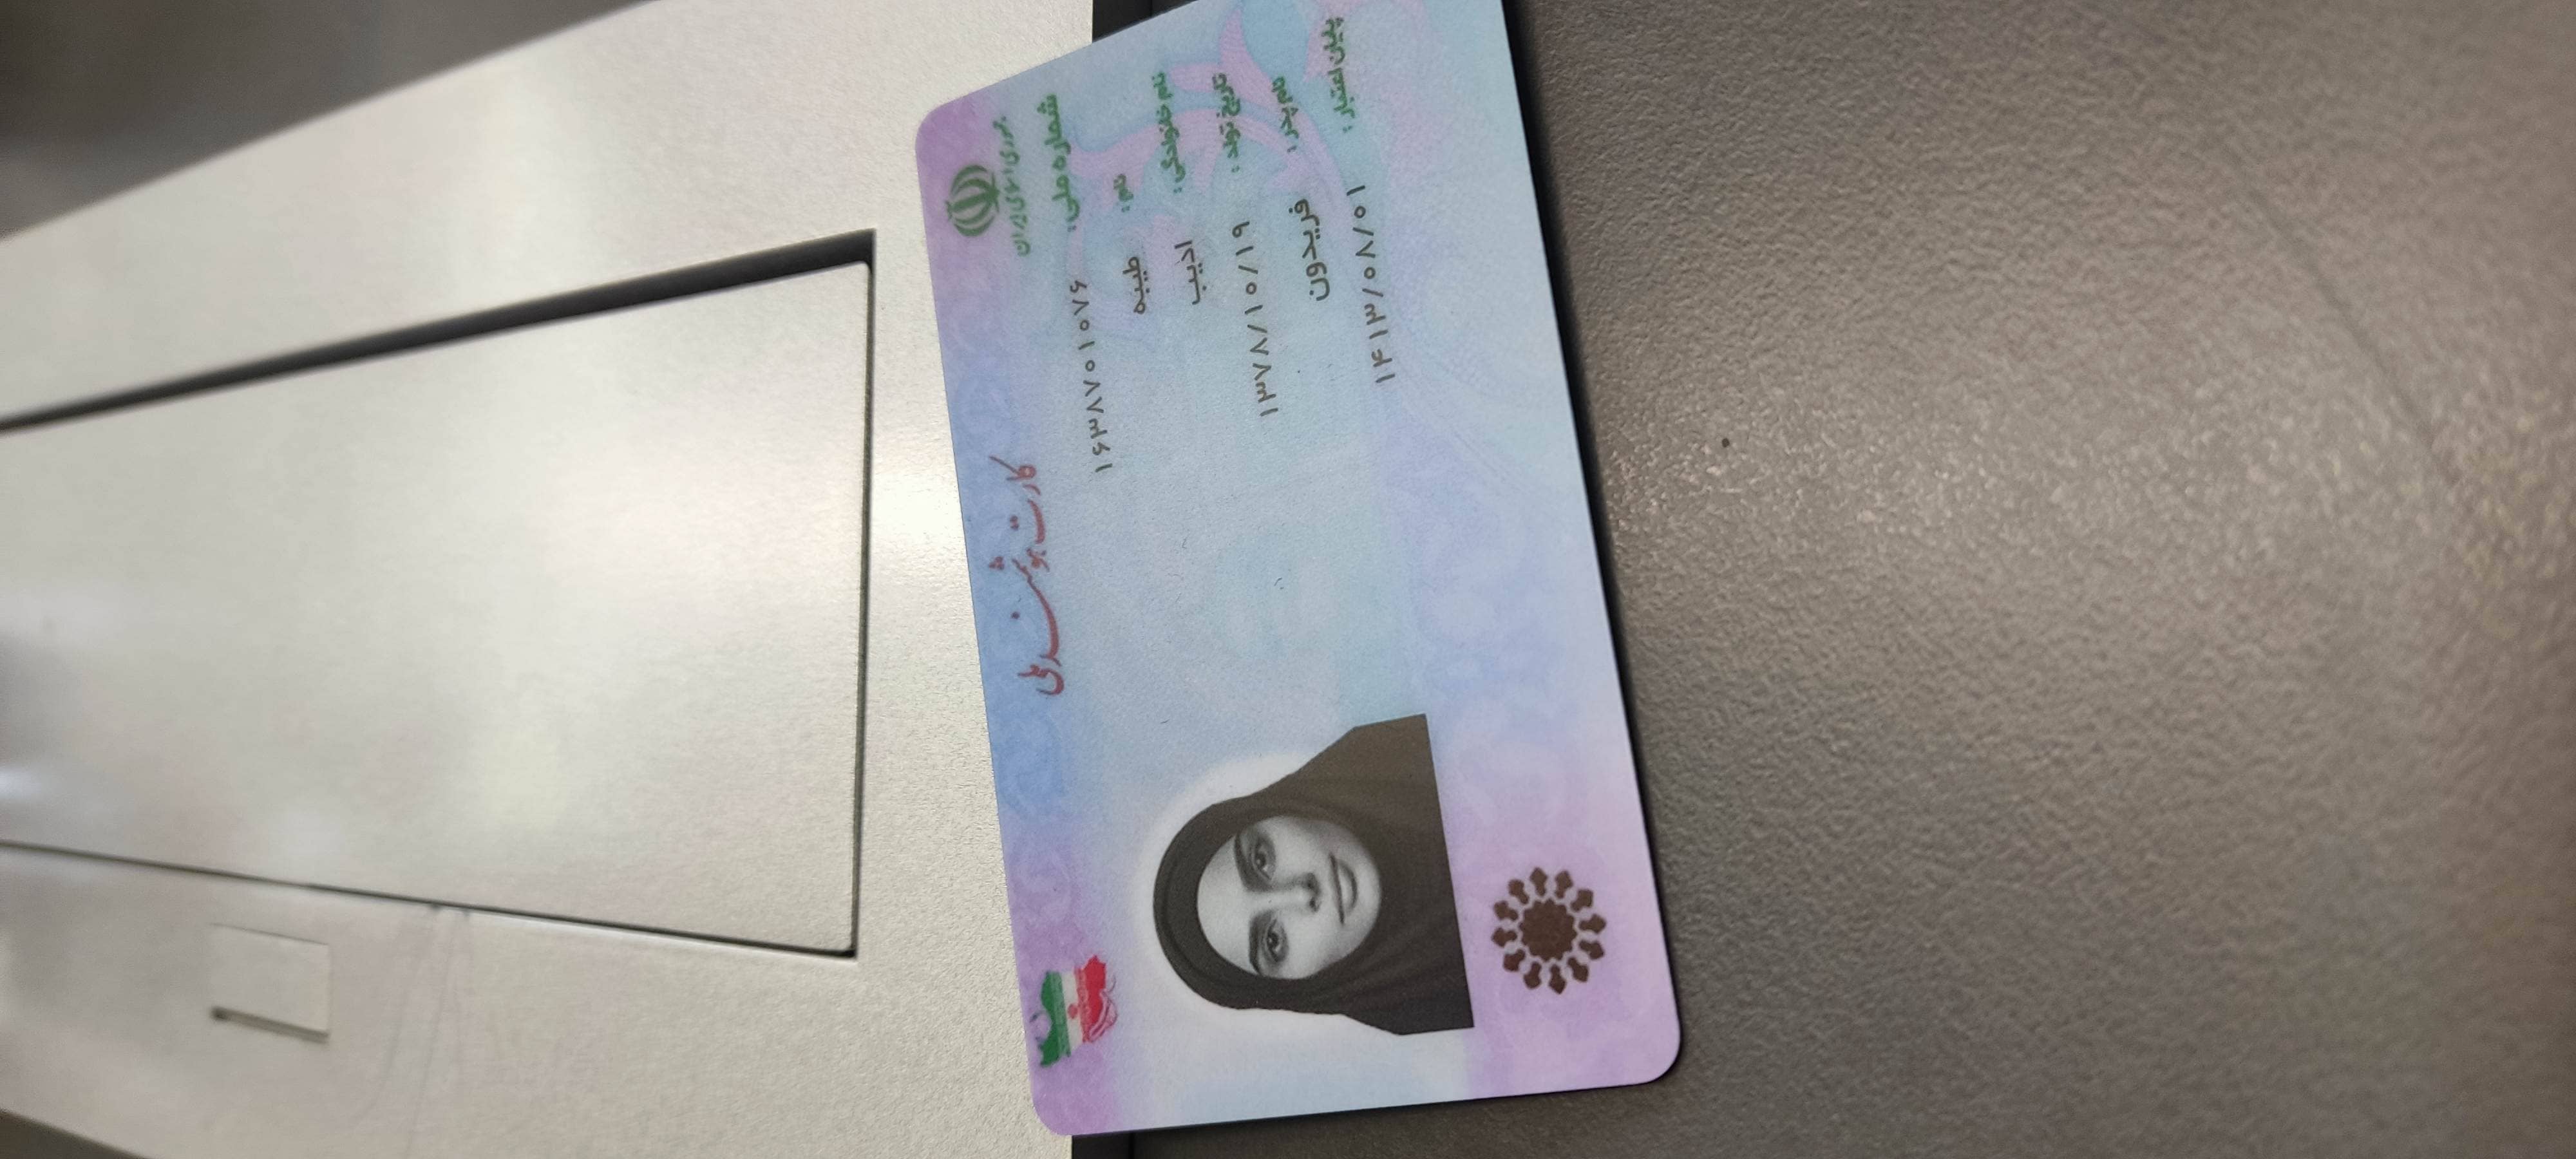 جمهوری اسلامی ایران
کارت هوشمند ملی
شماره ملی: ۱۶۳۸۷۰۱۰۷۶
نام: طیبه
نام خانوادگی: ادیب
تاریخ تولد: ۱۳۷۸/۱۰/۱۹
نام پدر: فریدون
پایان اعتبار: ۱۴۱۳/۰۸/۰۱